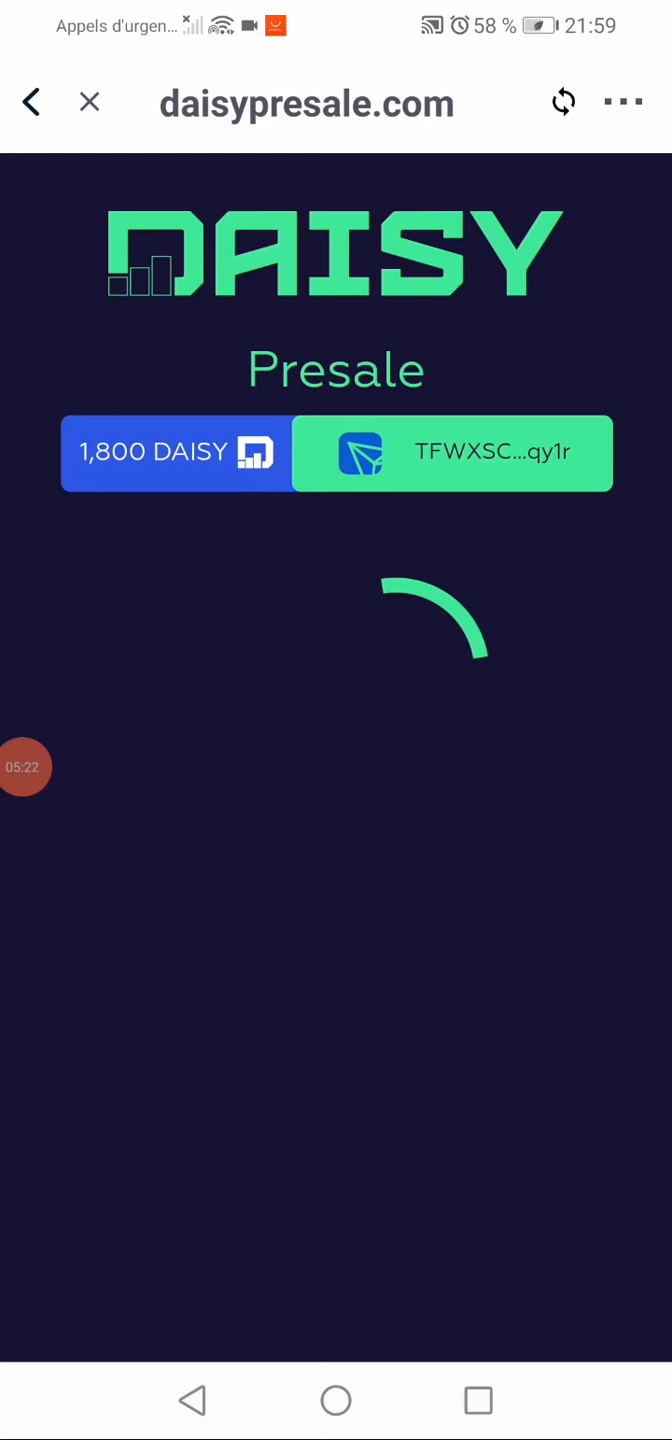 Appels d'urgen... 58 % 21:59
daisypresale.com
DAISY
Presale
1,800 DAISY TFWXSC...qy1r
05:22